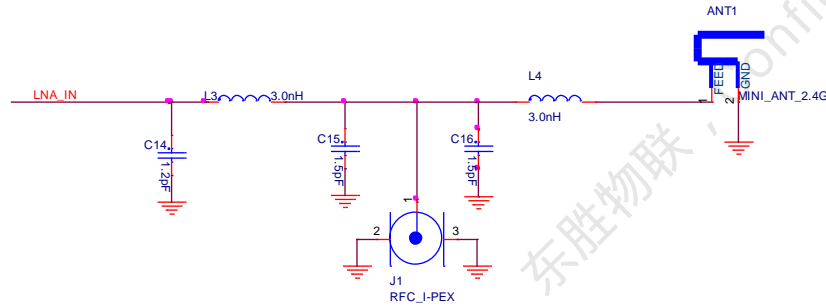 ANT1
L4
FEED
GND
LNA_IN
L3
3.0nH
1
2
MINI_ANT_2.4G
3.0nH
C14
1.2pF
C15
1.5pF
C16
1.5pF
1
2
3
J1
RFC_I-PEX
东胜物联,